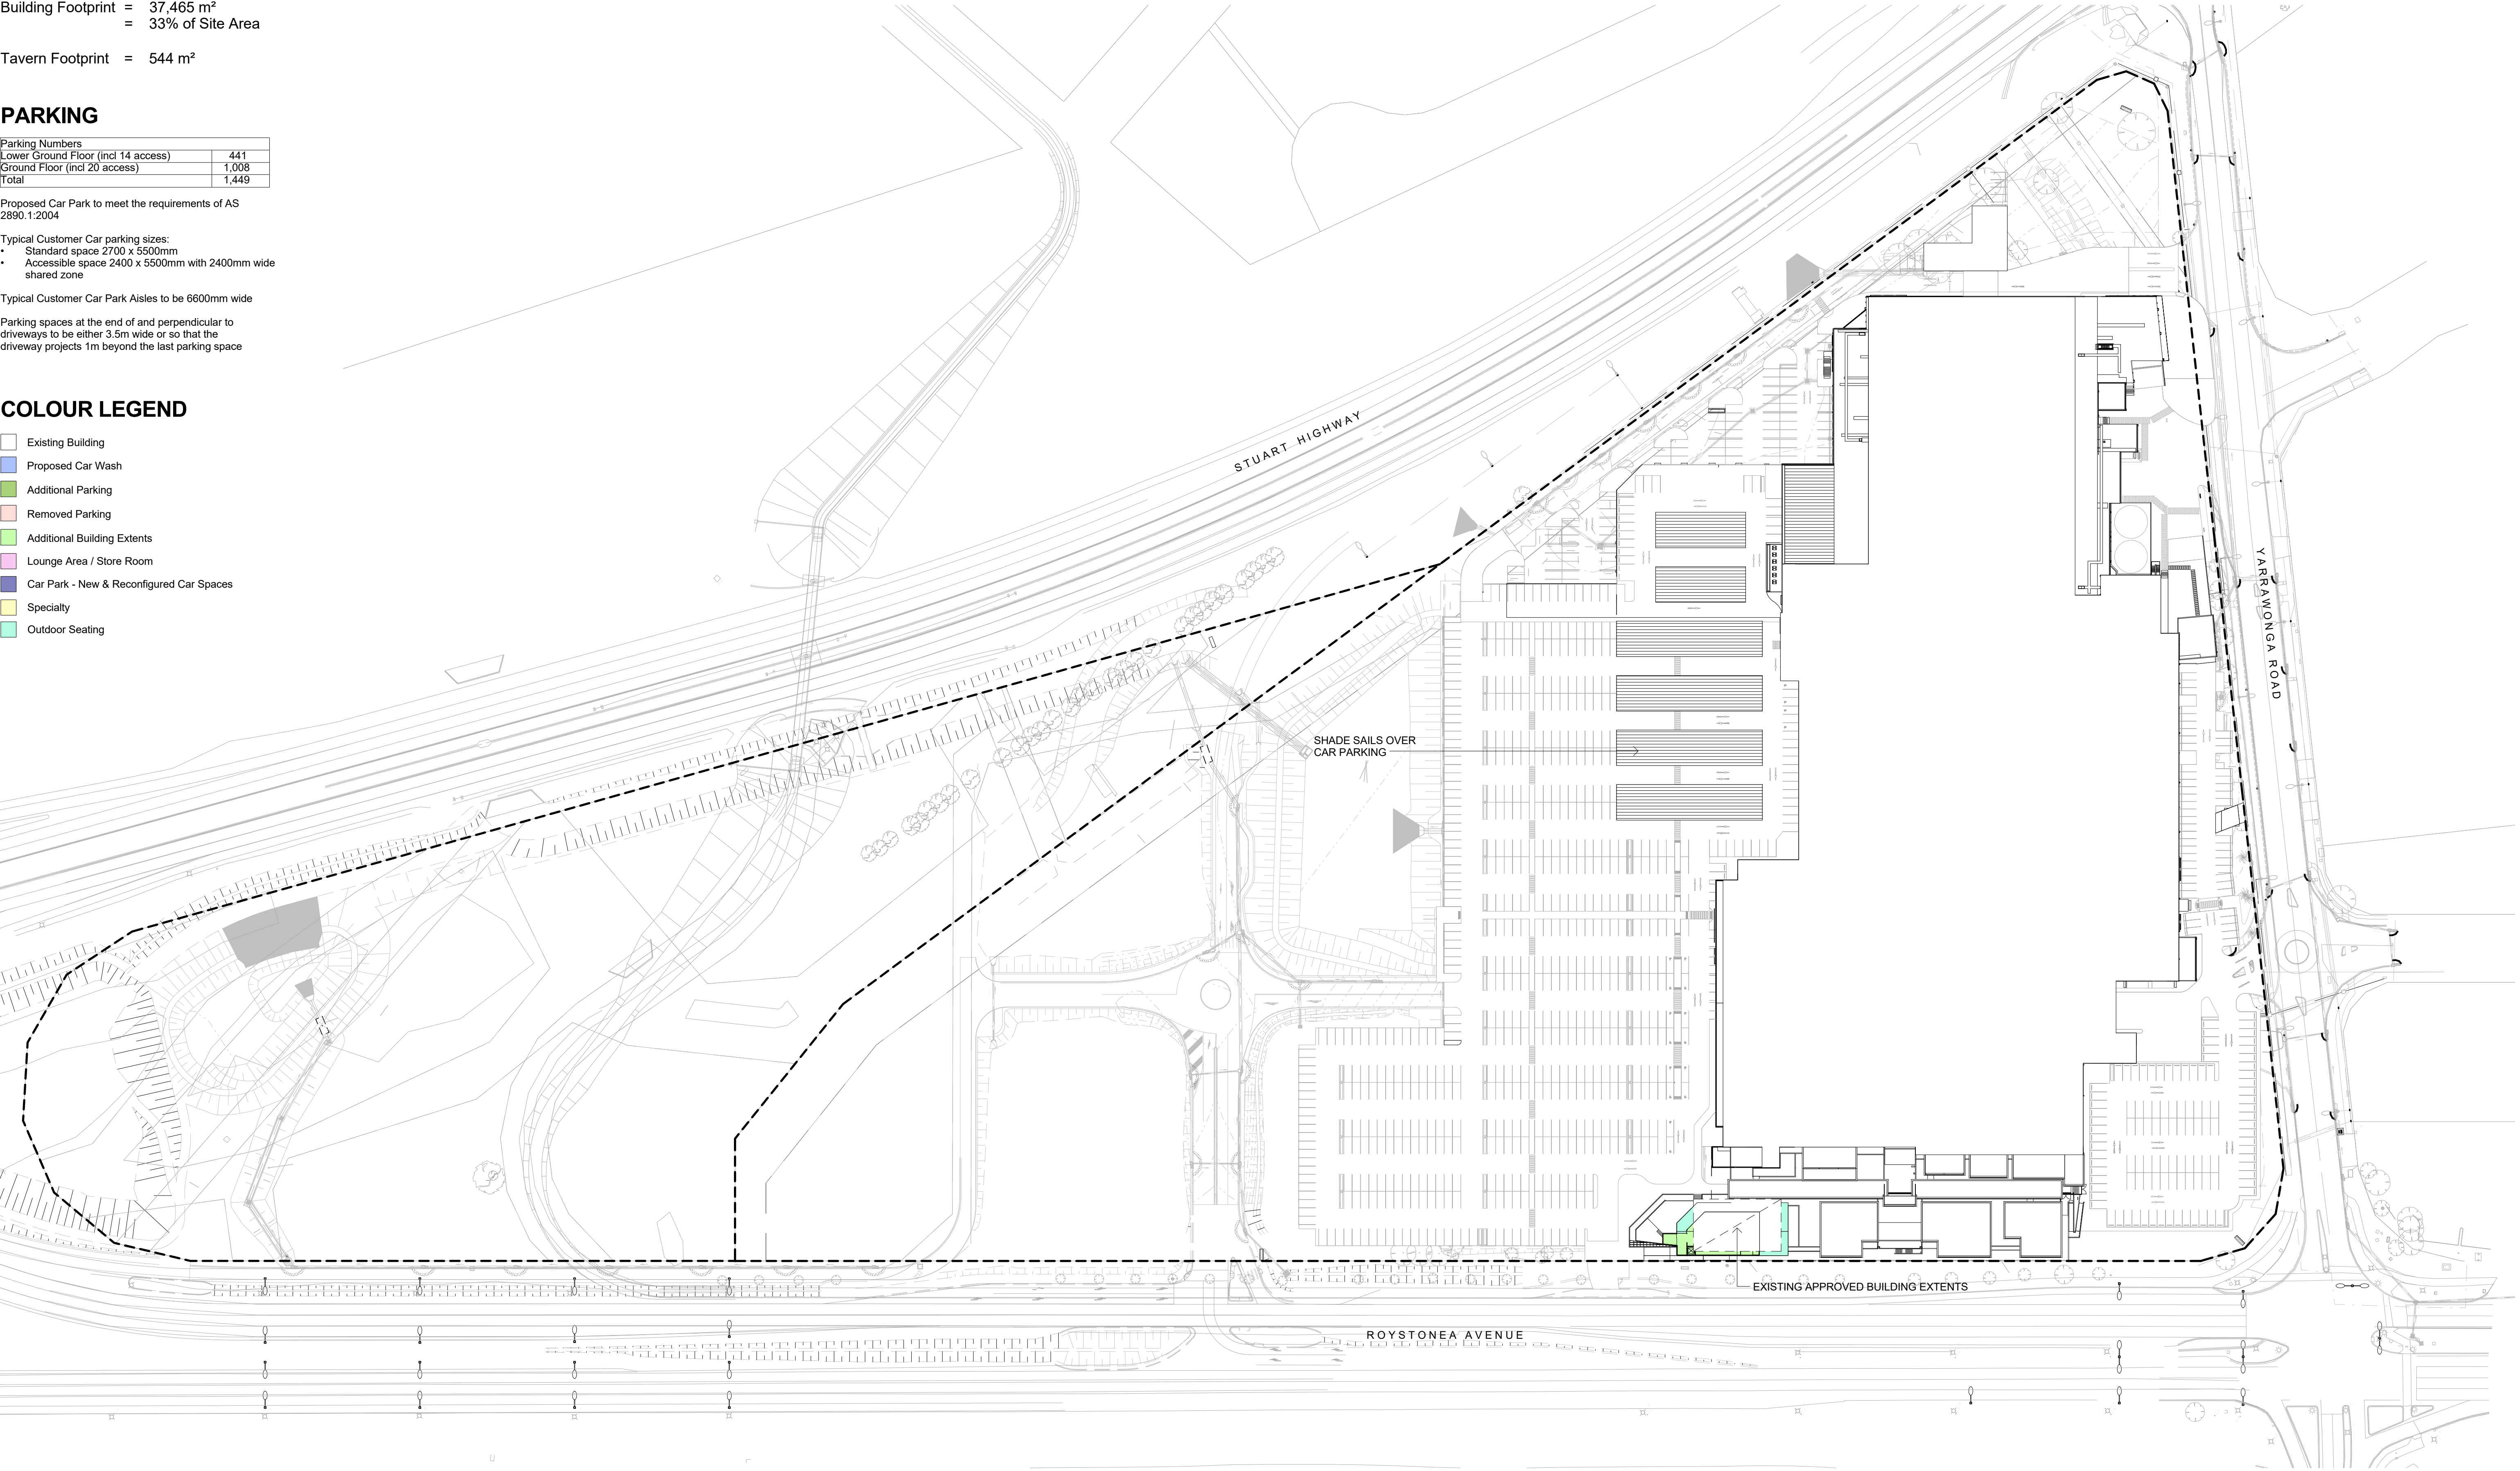 Building Footprint = 37,465 m²
= 33% of Site Area
Tavern Footprint = 544 m²
PARKING
Parking Numbers
Lower Ground Floor (incl 14 access) 441
Ground Floor (incl 20 access) 1,008
Total 1,449
Proposed Car Park to meet the requirements of AS
2890.1:2004
Typical Customer Car parking sizes:
• Standard space 2700 x 5500mm
• Accessible space 2400 x 5500mm with 2400mm wide
shared zone
Typical Customer Car Park Aisles to be 6600mm wide
Parking spaces at the end of and perpendicular to
driveways to be either 3.5m wide or so that the
driveway projects 1m beyond the last parking space
COLOUR LEGEND
Existing Building
Proposed Car Wash
Additional Parking
Removed Parking
Additional Building Extents
Lounge Area / Store Room
Car Park - New & Reconfigured Car Spaces
Specialty
Outdoor Seating
STUART HIGHWAY
YARRAWONGA ROAD
SHADE SAILS OVER
CAR PARKING
EXISTING APPROVED BUILDING EXTENTS
ROYSTONEA AVENUE